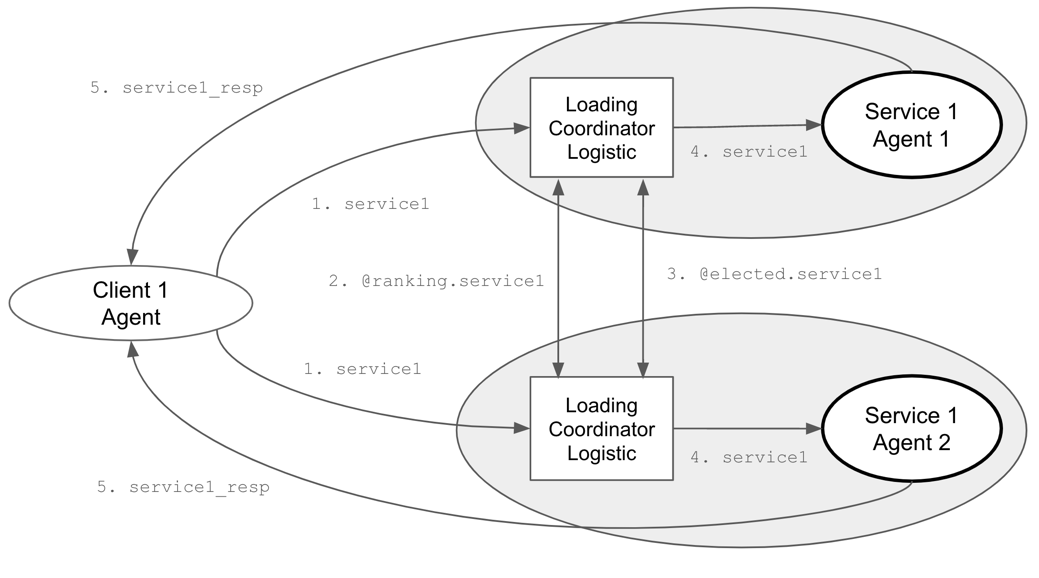 5. service1_resp
Loading
Coordinator
Logistic
Service 1
Agent 1
4. service1
1. service1
2. @ranking.service1
3. @elected.service1
Client 1
Agent
1. service1
Loading
Coordinator
Logistic
Service 1
Agent 2
4. service1
5. service1_resp